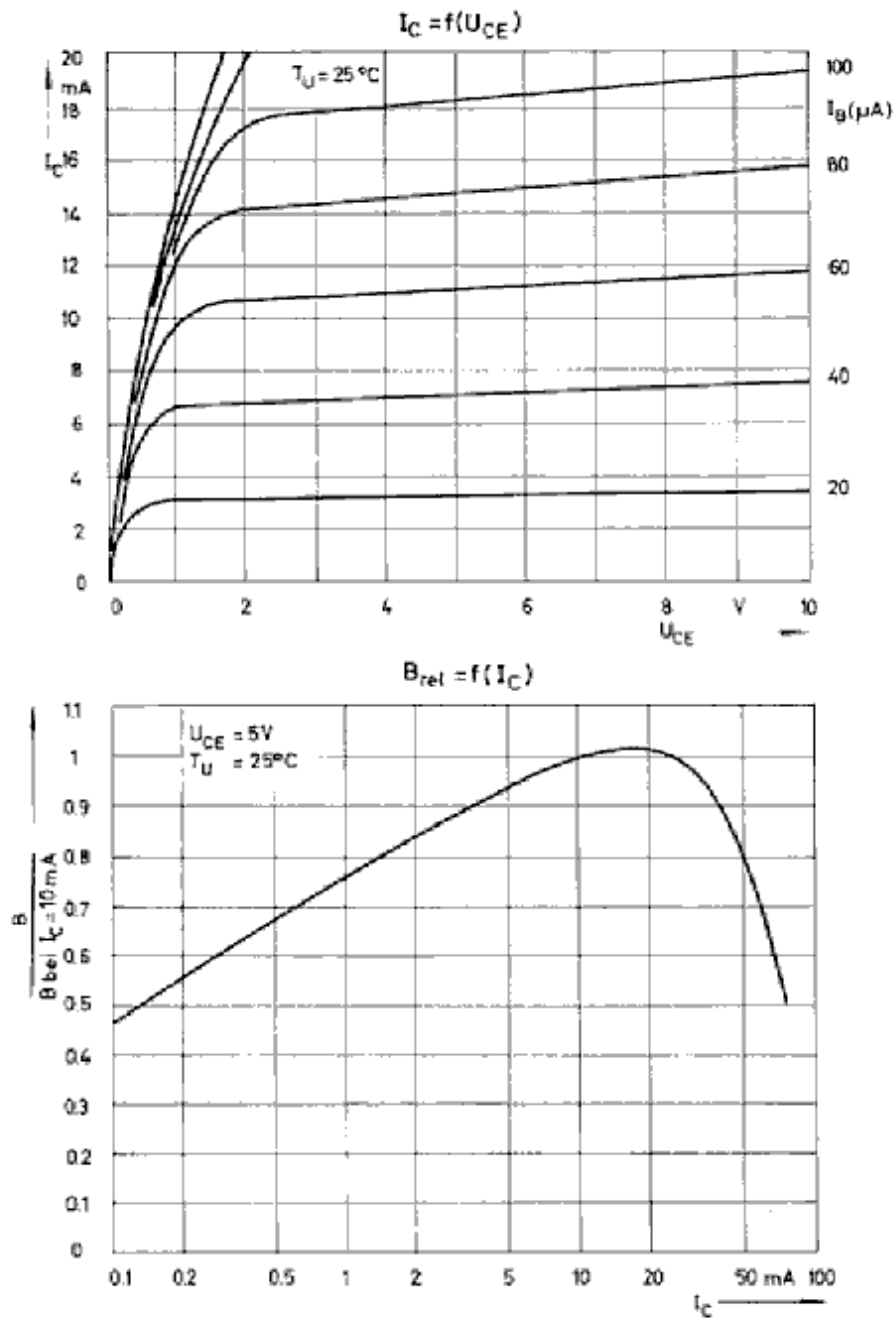 I_C = f(U_CE)
20
mA
18
I_C 16
14
12
10
8
6
4
2
0
T_U = 25 °C
100
I_B (µA)
80
60
40
20
0 2 4 6 8 V 10
U_CE
B_rel = f(I_C)
1.1
1
0.9
0.8
0.7
0.6
0.5
0.4
0.3
0.2
0.1
0
U_CE = 5V
T_U = 25°C
B
B bei I_C = 10 mA
0.1 0.2 0.5 1 2 5 10 20 50 mA 100
I_C